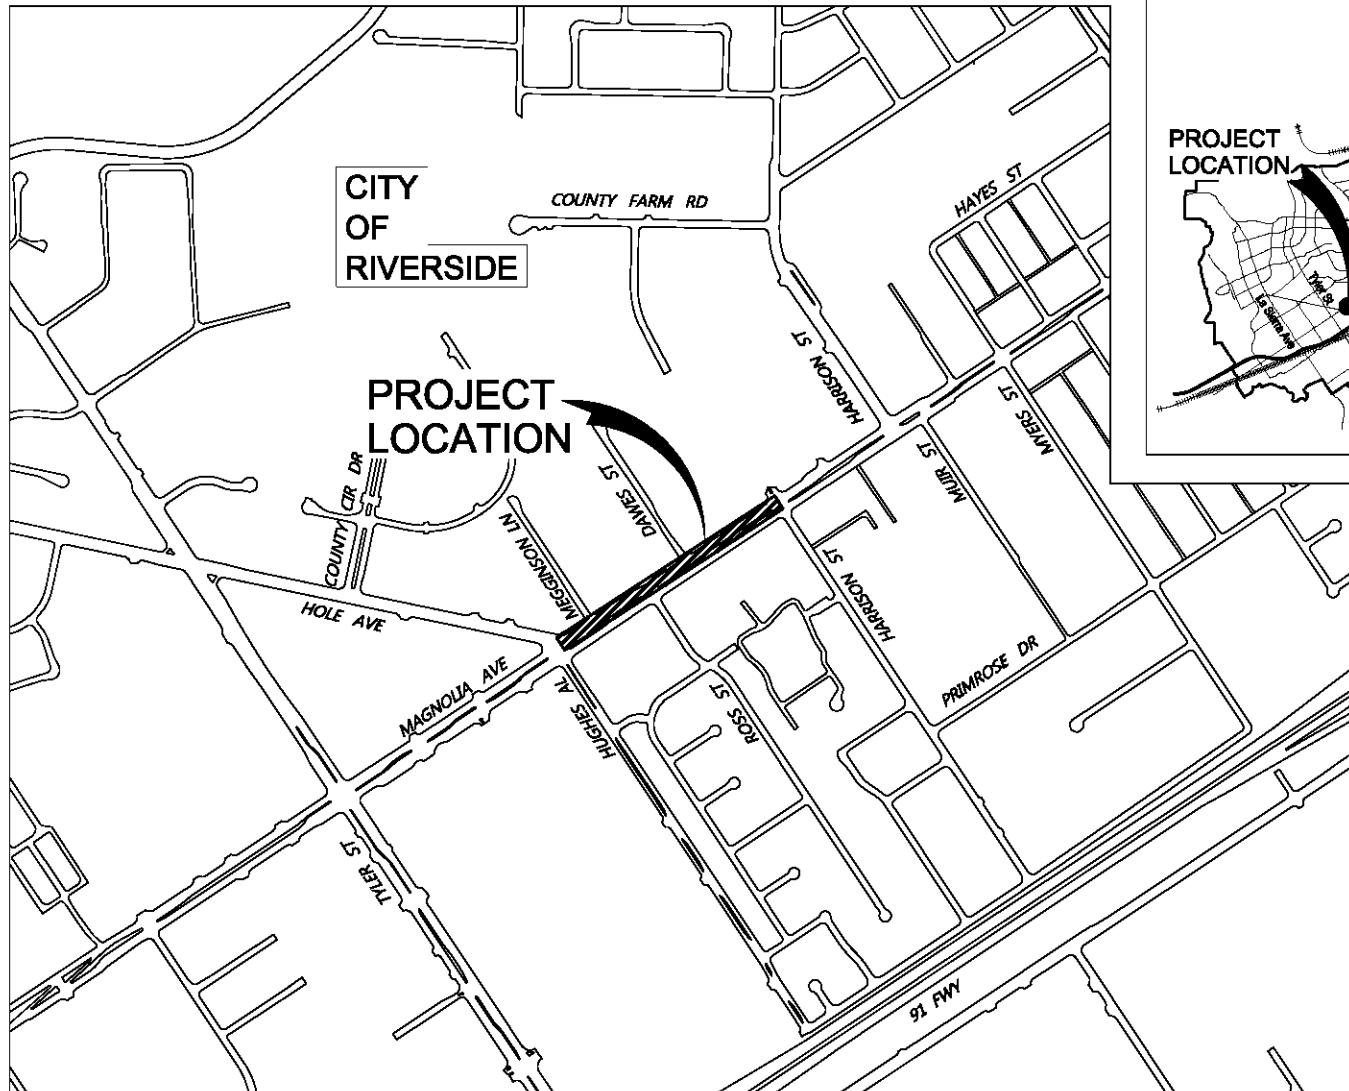 CITY
OF
RIVERSIDE
COUNTY FARM RD
HAYES ST
PROJECT
LOCATION
Tyler St
La Sierra Ave
HARRISON ST
MYERS ST
MUIR ST
PROJECT
LOCATION
DAWES ST
COUNTY CIR DR
MEGGINSON LN
HOLE AVE
HARRISON ST
PRIMROSE DR
MAGNOLIA AVE
HUGHES AL
ROSS ST
TYLER ST
91 FWY